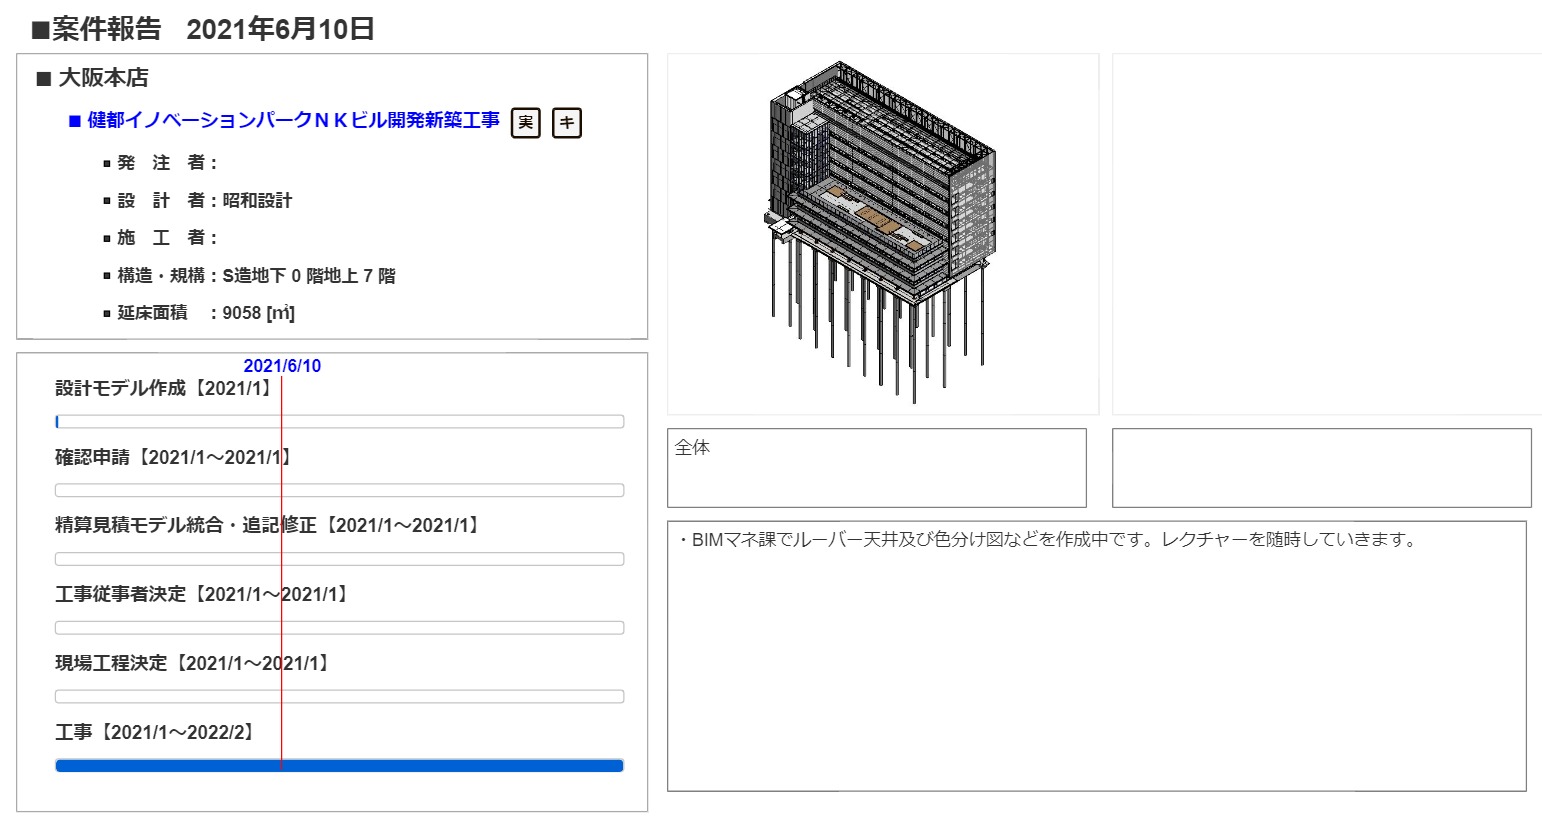 ■案件報告 2021年6月10日
■ 大阪本店
■ 健都イノベーションパークＮＫビル開発新築工事 実 キ
▪ 発　注　者：
▪ 設　計　者：昭和設計
▪ 施　工　者：
▪ 構造・規構：S造地下 0 階地上 7 階
▪ 延床面積　：9058 [㎡]
2021/6/10
設計モデル作成【2021/1】
確認申請【2021/1～2021/1】
精算見積モデル統合・追記修正【2021/1～2021/1】
工事従事者決定【2021/1～2021/1】
現場工程決定【2021/1～2021/1】
工事【2021/1～2022/2】
全体
・BIMマネ課でルーバー天井及び色分け図などを作成中です。レクチャーを随時していきます。